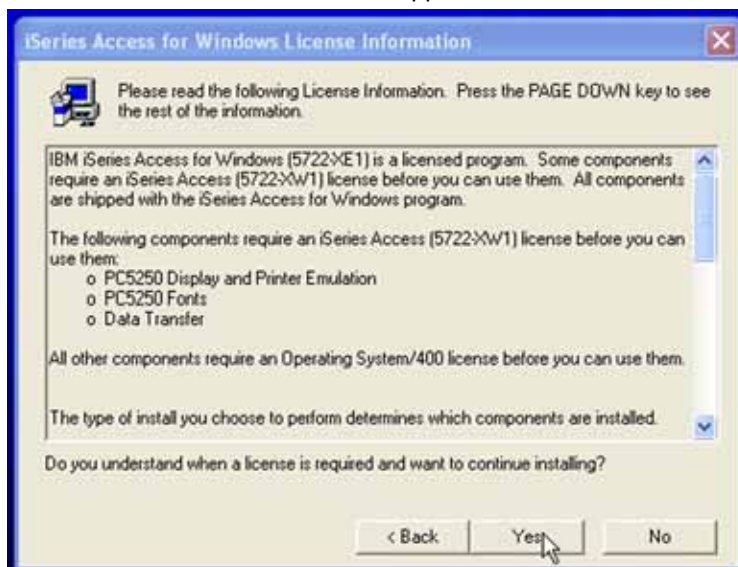 iSeries Access for Windows License Information
Please read the following License Information. Press the PAGE DOWN key to see
the rest of the information.
IBM iSeries Access for Windows (5722-XE1) is a licensed program. Some components
require an iSeries Access (5722-XW1) license before you can use them. All components
are shipped with the iSeries Access for Windows program.
The following components require an iSeries Access (5722-XW1) license before you can
use them:
o PC5250 Display and Printer Emulation
o PC5250 Fonts
o Data Transfer
All other components require an Operating System/400 license before you can use them.
The type of install you choose to perform determines which components are installed.
Do you understand when a license is required and want to continue installing?
< Back Yes No